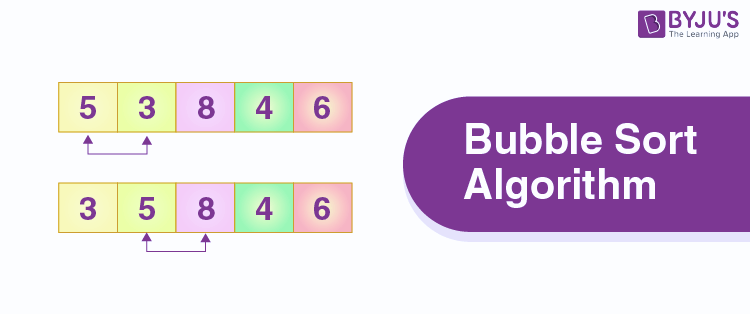 BYJU'S
The Learning App
5 3 8 4 6
3 5 8 4 6
Bubble Sort
Algorithm